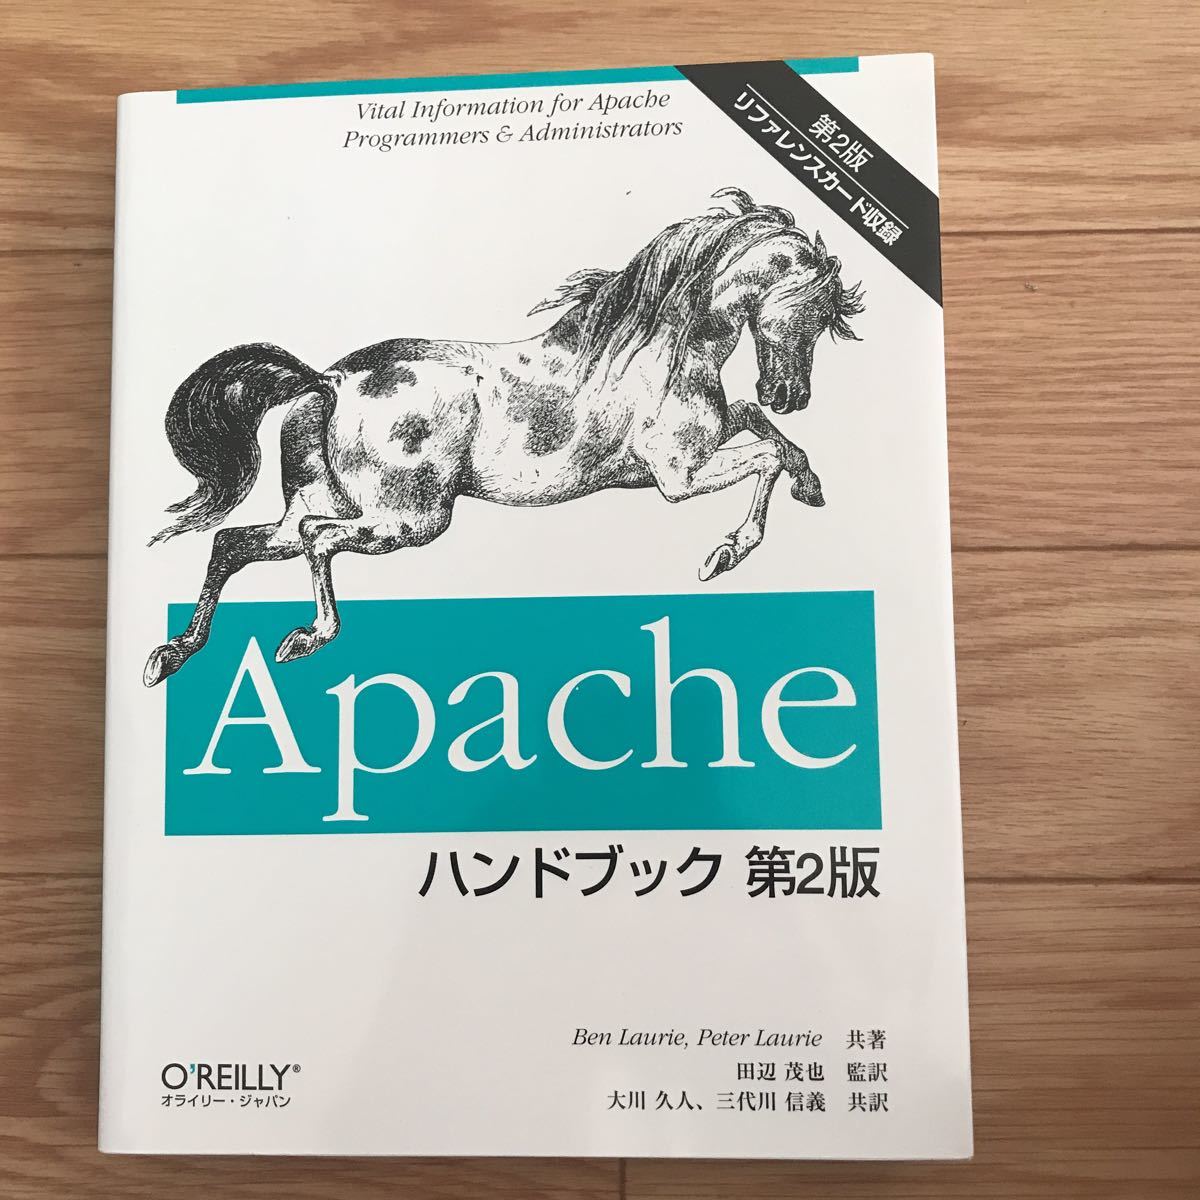 Vital Information for Apache
Programmers & Administrators
第2版
リファレンスカード収録
Apache
ハンドブック 第2版
Ben Laurie, Peter Laurie 共著
田辺 茂也 監訳
大川 久人、三代川 信義 共訳
O'REILLY®
オライリー・ジャパン